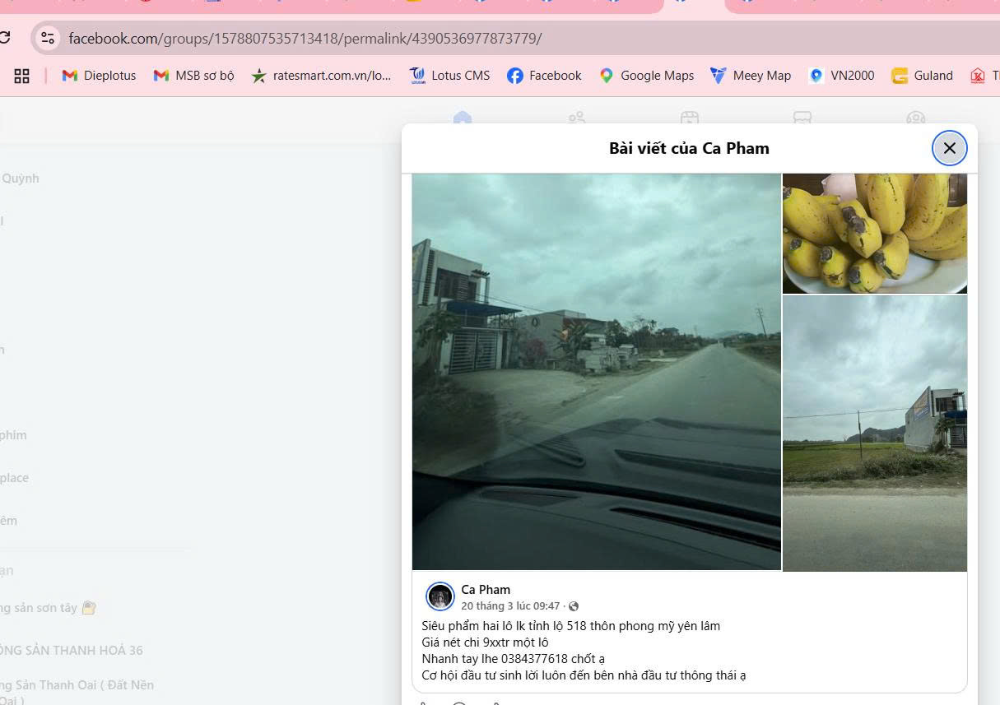 facebook.com/groups/1578807535713418/permalink/4390536977873779/
Dieplotus MSB sơ bộ ratesmart.com.vn/lo... Lotus CMS Facebook Google Maps Meey Map VN2000 Guland
Bài viết của Ca Pham
Quỳnh
phim
place
ng sản sơn tây
ỘNG SẢN THANH HOÁ 36
ng Sản Thanh Oai ( Đất Nền
Oai )
Ca Pham
20 tháng 3 lúc 09:47 ·
Siêu phẩm hai lô lk tỉnh lộ 518 thôn phong mỹ yên lâm
Giá nét chi 9xxtr một lô
Nhanh tay lhe 0384377618 chốt ạ
Cơ hội đầu tư sinh lời luôn đến bên nhà đầu tư thông thái ạ